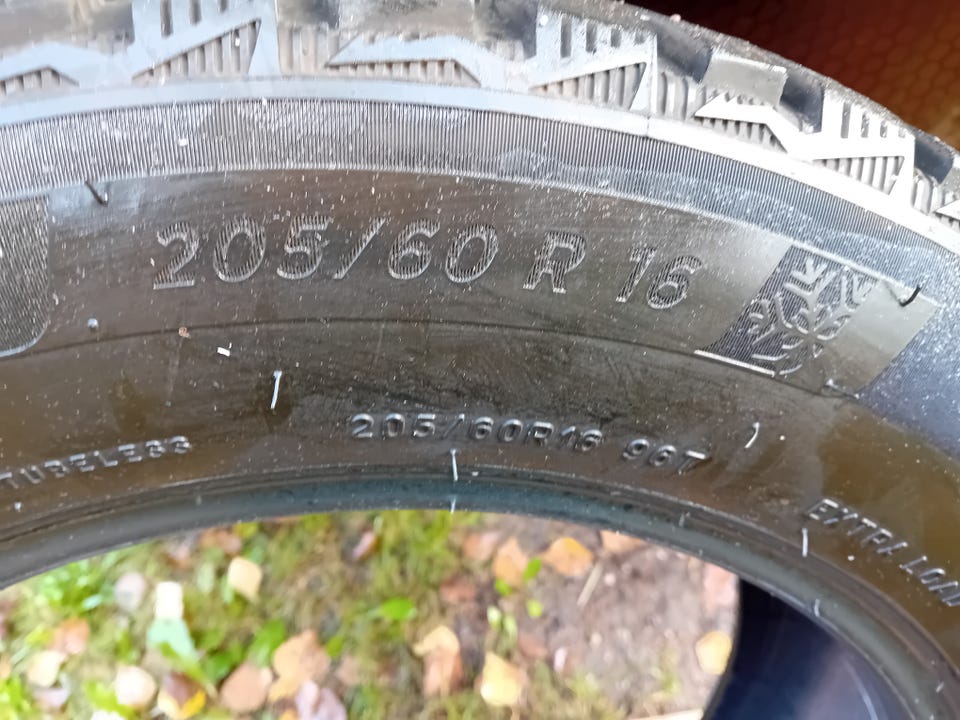 205/60 R 16
205/60R16 96T
TUBELESS
EXTRA LOAD